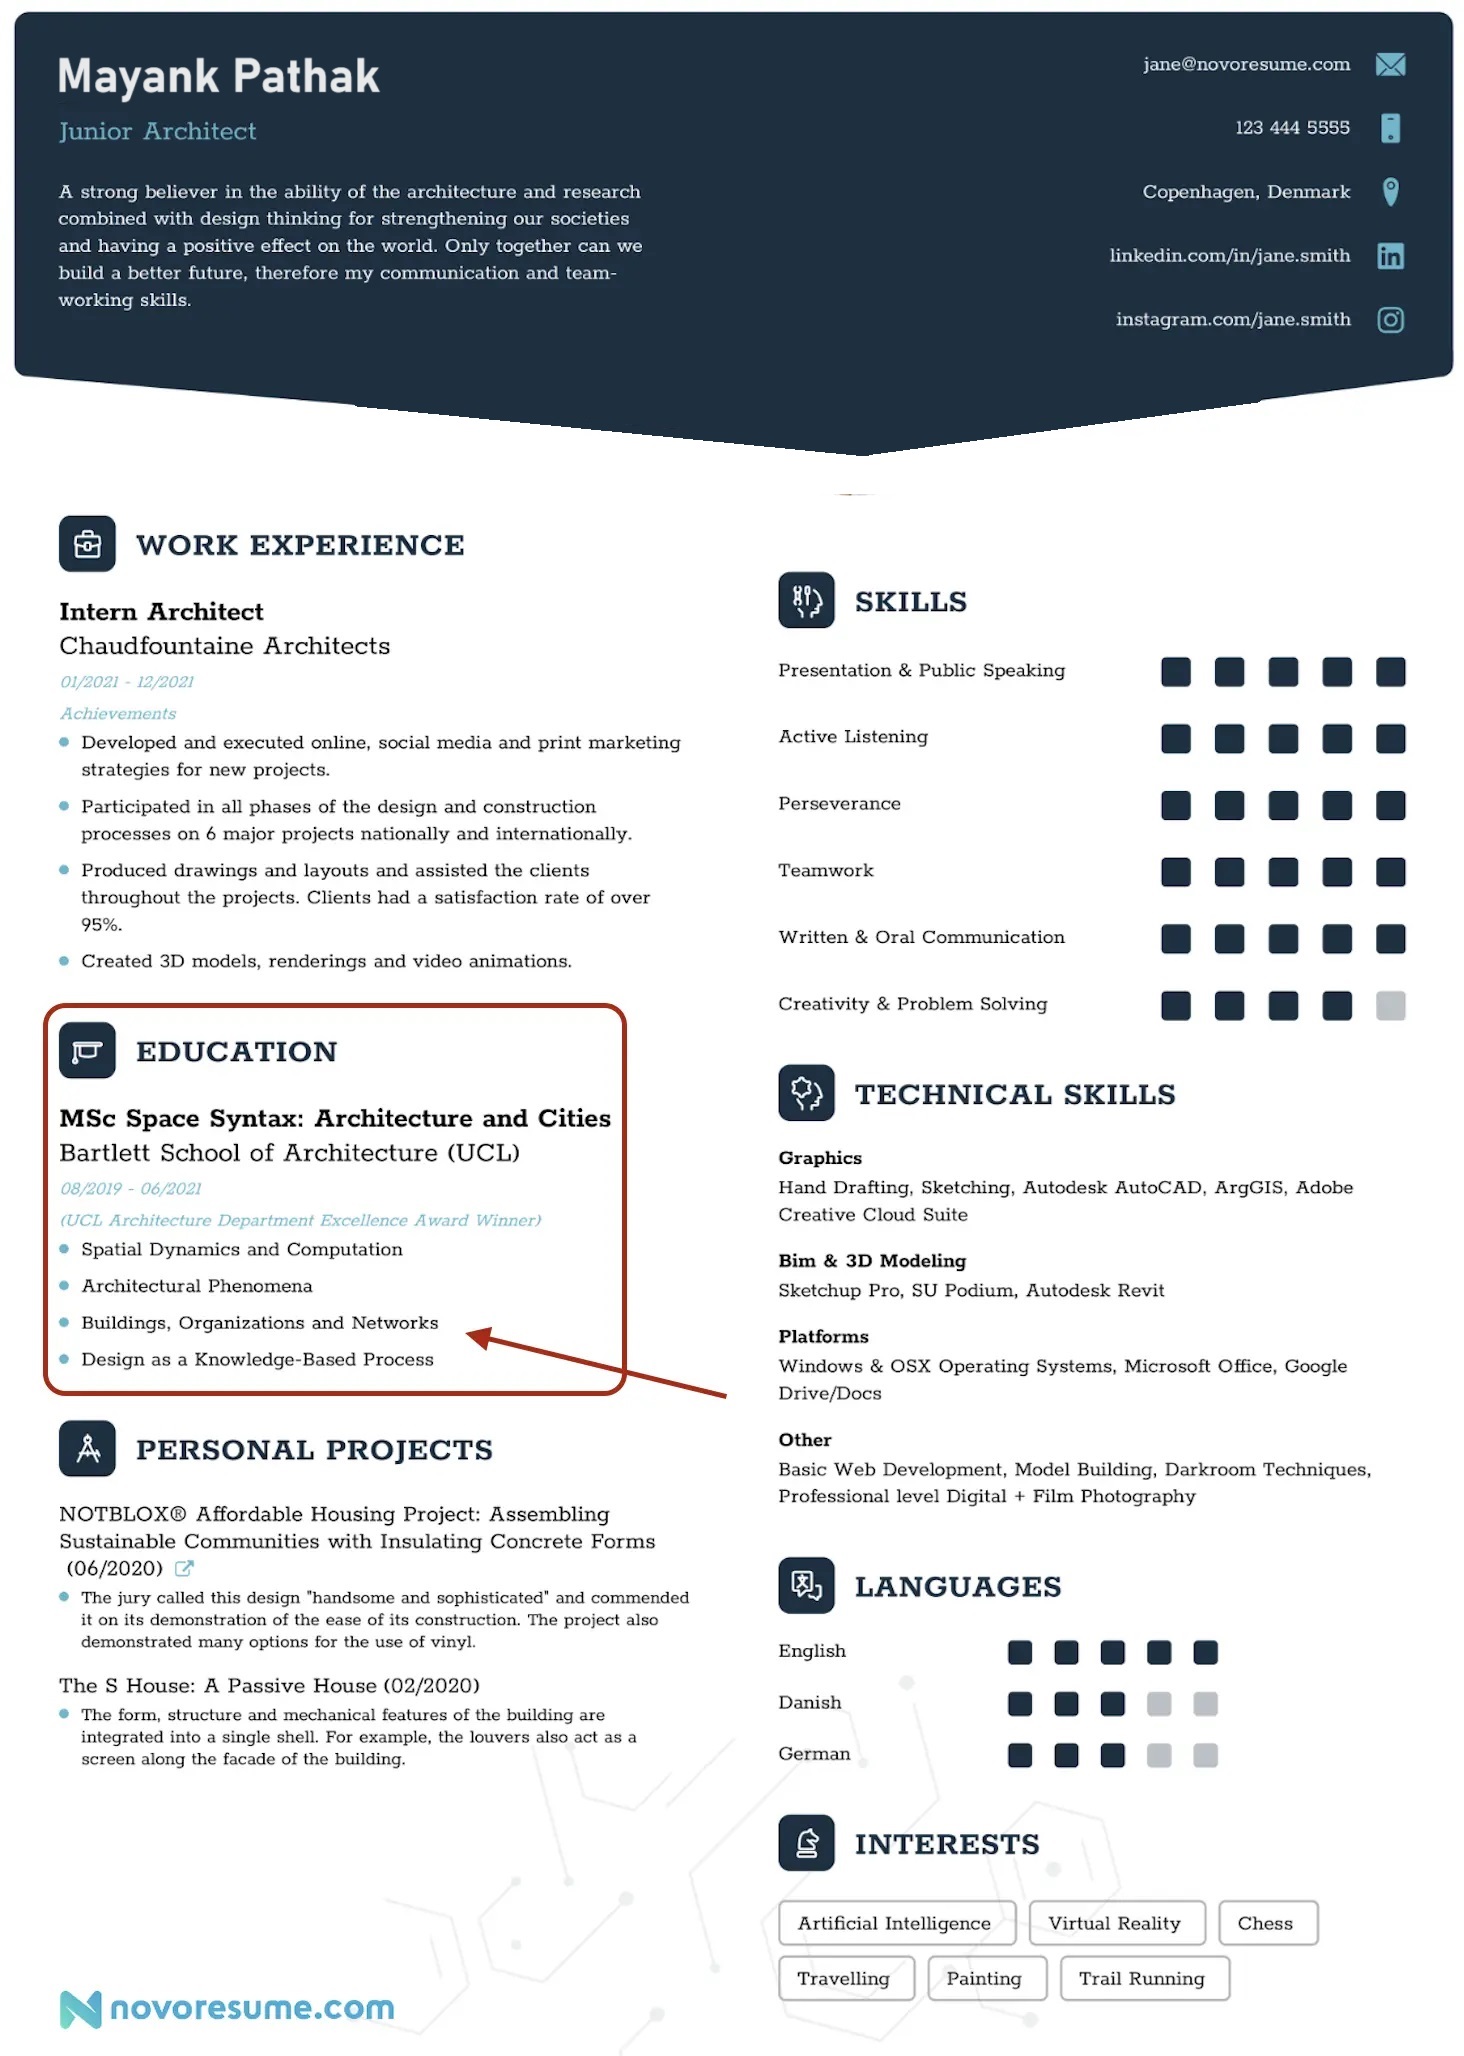 Mayank Pathak
Junior Architect
A strong believer in the ability of the architecture and research
combined with design thinking for strengthening our societies
and having a positive effect on the world. Only together can we
build a better future, therefore my communication and team-
working skills.
jane@novoresume.com
123 444 5555
Copenhagen, Denmark
linkedin.com/in/jane.smith
instagram.com/jane.smith
WORK EXPERIENCE
Intern Architect
Chaudfountaine Architects
01/2021 - 12/2021
Achievements
Developed and executed online, social media and print marketing
strategies for new projects.
Participated in all phases of the design and construction
processes on 6 major projects nationally and internationally.
Produced drawings and layouts and assisted the clients
throughout the projects. Clients had a satisfaction rate of over
95%.
Created 3D models, renderings and video animations.
EDUCATION
MSc Space Syntax: Architecture and Cities
Bartlett School of Architecture (UCL)
08/2019 - 06/2021
(UCL Architecture Department Excellence Award Winner)
Spatial Dynamics and Computation
Architectural Phenomena
Buildings, Organizations and Networks
Design as a Knowledge-Based Process
PERSONAL PROJECTS
NOTBLOX® Affordable Housing Project: Assembling
Sustainable Communities with Insulating Concrete Forms
(06/2020)
The jury called this design "handsome and sophisticated" and commended
it on its demonstration of the ease of its construction. The project also
demonstrated many options for the use of vinyl.
The S House: A Passive House (02/2020)
The form, structure and mechanical features of the building are
integrated into a single shell. For example, the louvers also act as a
screen along the facade of the building.
novoresume.com
SKILLS
Presentation & Public Speaking
Active Listening
Perseverance
Teamwork
Written & Oral Communication
Creativity & Problem Solving
TECHNICAL SKILLS
Graphics
Hand Drafting, Sketching, Autodesk AutoCAD, ArgGIS, Adobe
Creative Cloud Suite
Bim & 3D Modeling
Sketchup Pro, SU Podium, Autodesk Revit
Platforms
Windows & OSX Operating Systems, Microsoft Office, Google
Drive/Docs
Other
Basic Web Development, Model Building, Darkroom Techniques,
Professional level Digital + Film Photography
LANGUAGES
English
Danish
German
INTERESTS
Artificial Intelligence Virtual Reality Chess
Travelling Painting Trail Running